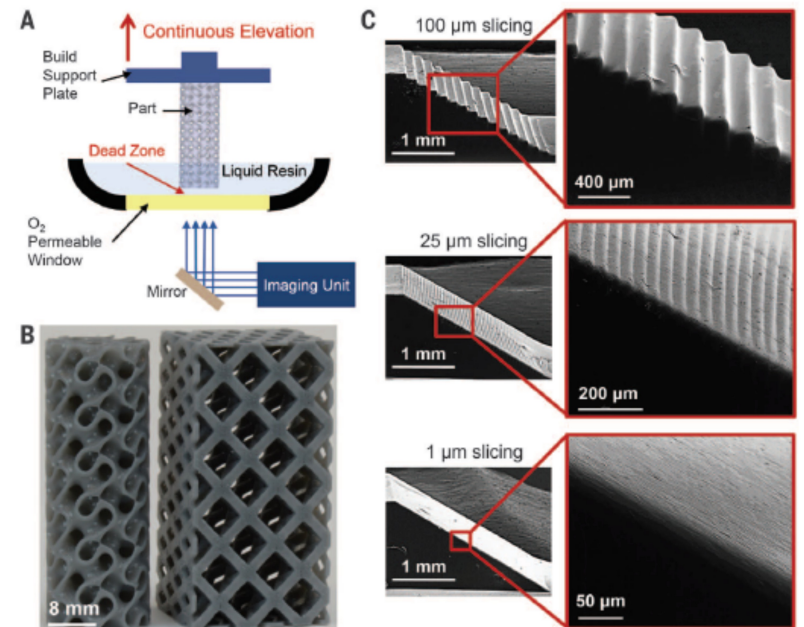 A
Continuous Elevation
Build
Support
Plate
Part
Dead Zone
Liquid Resin
O₂
Permeable
Window
Mirror
Imaging Unit
B
8 mm
C
100 µm slicing
1 mm
400 µm
25 µm slicing
1 mm
200 µm
1 µm slicing
1 mm
50 µm